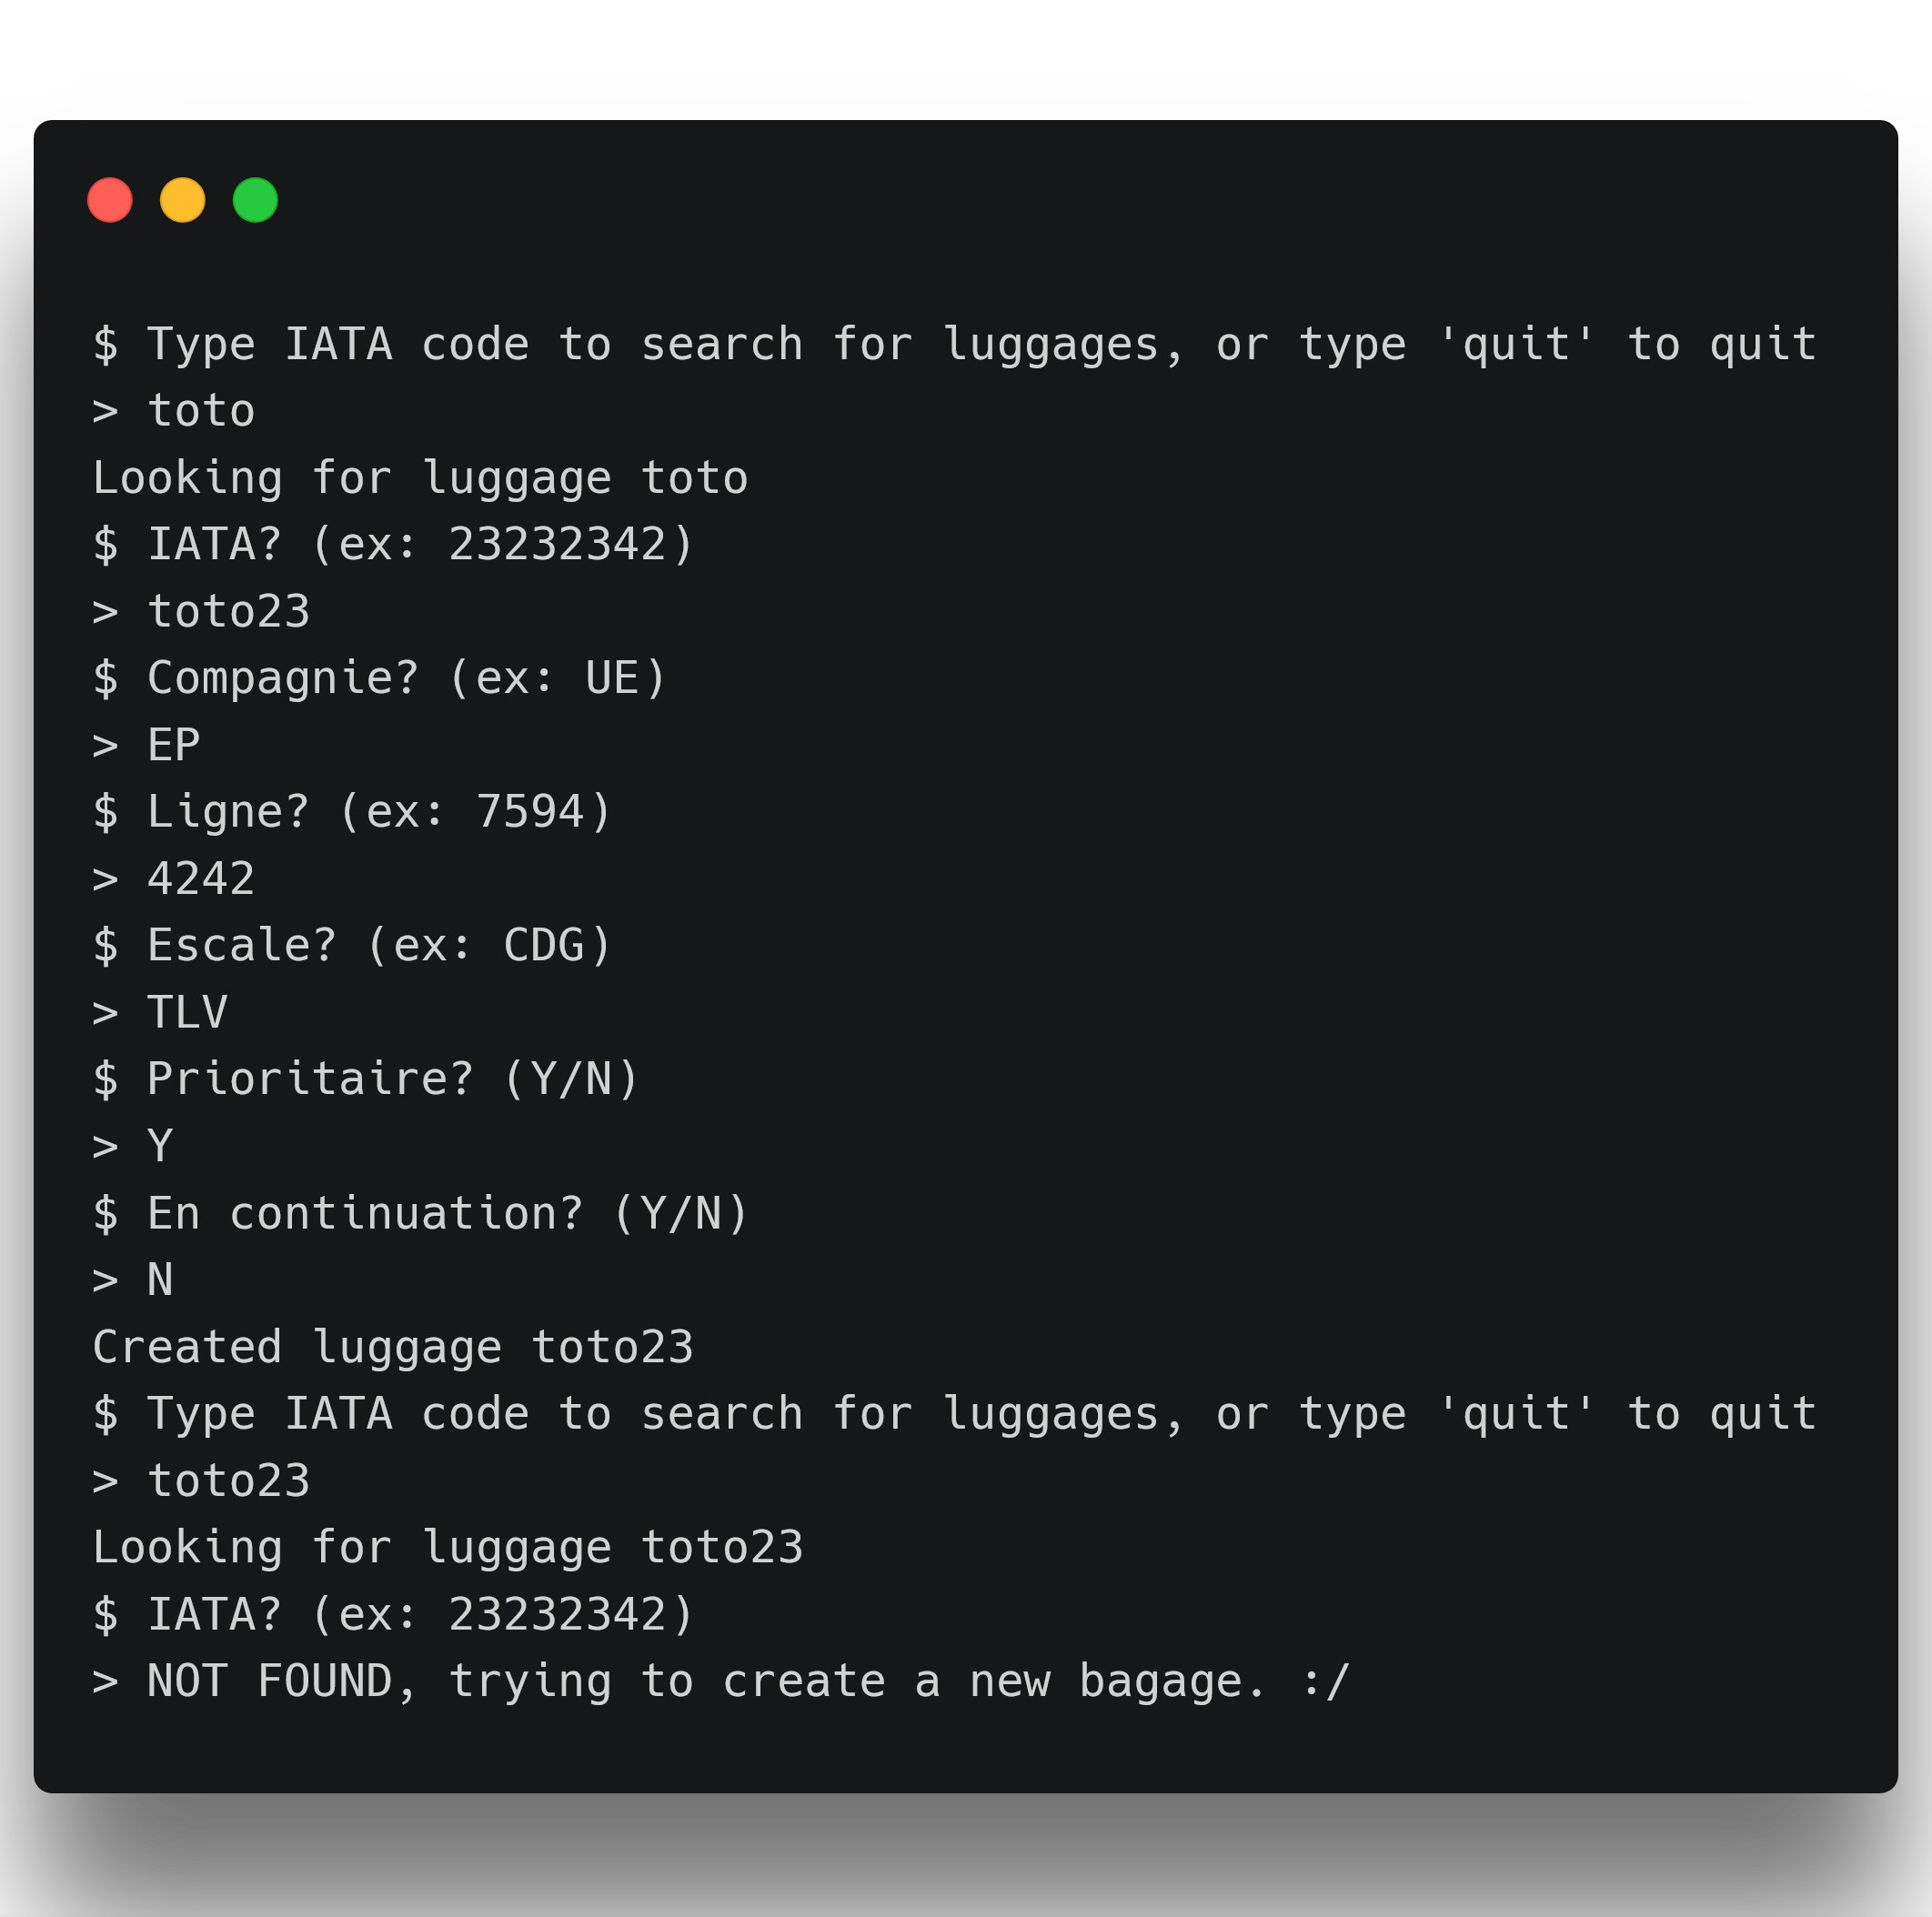 $ Type IATA code to search for luggages, or type 'quit' to quit
> toto
Looking for luggage toto
$ IATA? (ex: 23232342)
> toto23
$ Compagnie? (ex: UE)
> EP
$ Ligne? (ex: 7594)
> 4242
$ Escale? (ex: CDG)
> TLV
$ Prioritaire? (Y/N)
> Y
$ En continuation? (Y/N)
> N
Created luggage toto23
$ Type IATA code to search for luggages, or type 'quit' to quit
> toto23
Looking for luggage toto23
$ IATA? (ex: 23232342)
> NOT FOUND, trying to create a new bagage. :/